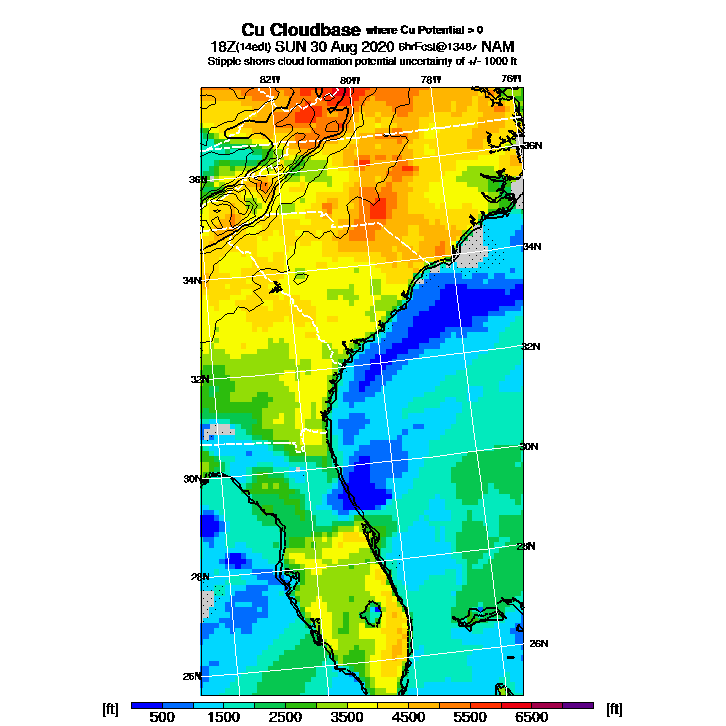 Cu Cloudbase where Cu Potential > 0
18Z(14edt) SUN 30 Aug 2020 6hrFcst@1348z NAM
Stipple shows cloud formation potential uncertainty of +/- 1000 ft
82W 80W 78W 76W
36N
36N
34N
34N
32N
32N
30N
30N
28N
28N
26N
26N
[ft] 500 1500 2500 3500 4500 5500 6500 [ft]